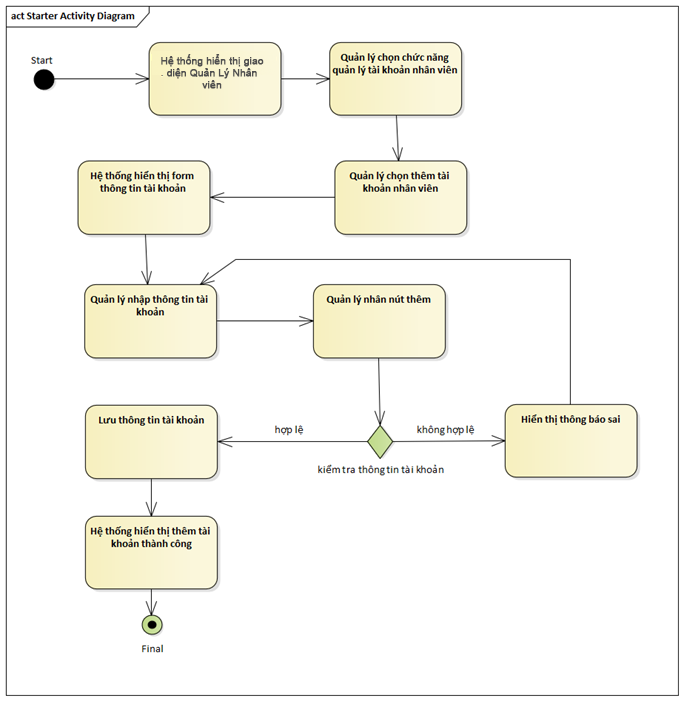 act Starter Activity Diagram
Start
Hệ thống hiển thị giao
. diện Quản Lý Nhân
viên
Quản lý chọn chức năng
quản lý tài khoản nhân viên
Hệ thống hiển thị form
thông tin tài khoản
Quản lý chọn thêm tài
khoản nhân viên
Quản lý nhập thông tin tài
khoản
Quản lý nhân nút thêm
Lưu thông tin tài khoản
hợp lệ
không hợp lệ
Hiển thị thông báo sai
kiểm tra thông tin tài khoản
Hệ thống hiển thị thêm tài
khoản thành công
Final